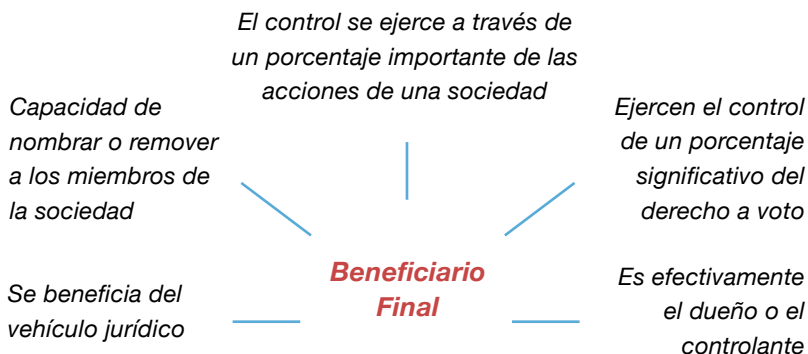 El control se ejerce a través de
un porcentaje importante de las
acciones de una sociedad
Capacidad de
nombrar o remover
a los miembros de
la sociedad
Ejercen el control
de un porcentaje
significativo del
derecho a voto
Beneficiario
Final
Se beneficia del
vehículo jurídico
Es efectivamente
el dueño o el
controlante